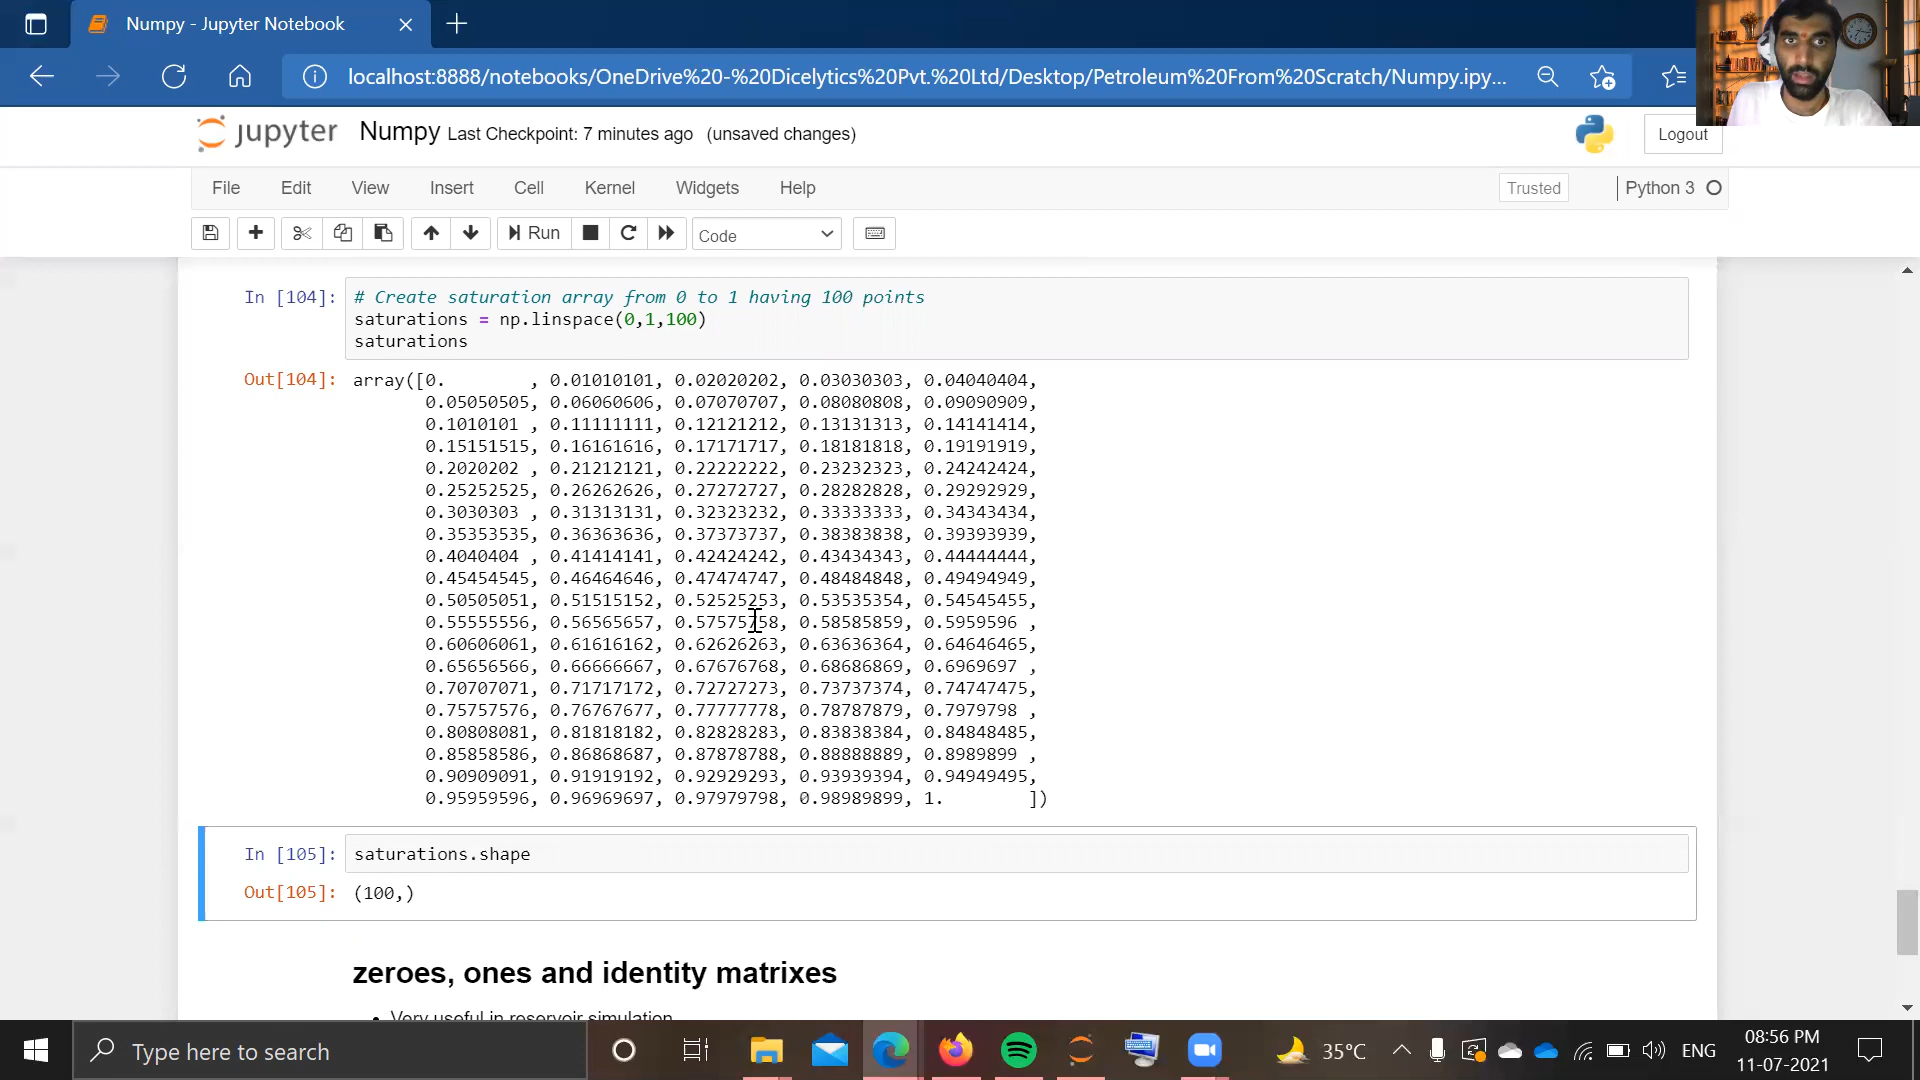 Numpy - Jupyter Notebook
localhost:8888/notebooks/OneDrive%20-%20Dicelytics%20Pvt.%20Ltd/Desktop/Petroleum%20From%20Scratch/Numpy.ipy...
jupyter Numpy Last Checkpoint: 7 minutes ago (unsaved changes)
Logout
File Edit View Insert Cell Kernel Widgets Help
Trusted
Python 3
Run
Code
In [104]: # Create saturation array from 0 to 1 having 100 points
saturations = np.linspace(0,1,100)
saturations
Out[104]: array([0.        , 0.01010101, 0.02020202, 0.03030303, 0.04040404,
0.05050505, 0.06060606, 0.07070707, 0.08080808, 0.09090909,
0.1010101 , 0.11111111, 0.12121212, 0.13131313, 0.14141414,
0.15151515, 0.16161616, 0.17171717, 0.18181818, 0.19191919,
0.2020202 , 0.21212121, 0.22222222, 0.23232323, 0.24242424,
0.25252525, 0.26262626, 0.27272727, 0.28282828, 0.29292929,
0.3030303 , 0.31313131, 0.32323232, 0.33333333, 0.34343434,
0.35353535, 0.36363636, 0.37373737, 0.38383838, 0.39393939,
0.4040404 , 0.41414141, 0.42424242, 0.43434343, 0.44444444,
0.45454545, 0.46464646, 0.47474747, 0.48484848, 0.49494949,
0.50505051, 0.51515152, 0.52525253, 0.53535354, 0.54545455,
0.55555556, 0.56565657, 0.57575758, 0.58585859, 0.5959596 ,
0.60606061, 0.61616162, 0.62626263, 0.63636364, 0.64646465,
0.65656566, 0.66666667, 0.67676768, 0.68686869, 0.6969697 ,
0.70707071, 0.71717172, 0.72727273, 0.73737374, 0.74747475,
0.75757576, 0.76767677, 0.77777778, 0.78787879, 0.7979798 ,
0.80808081, 0.81818182, 0.82828283, 0.83838384, 0.84848485,
0.85858586, 0.86868687, 0.87878788, 0.88888889, 0.8989899 ,
0.90909091, 0.91919192, 0.92929293, 0.93939394, 0.94949495,
0.95959596, 0.96969697, 0.97979798, 0.98989899, 1.        ])
In [105]: saturations.shape
Out[105]: (100,)
zeroes, ones and identity matrixes
• Very useful in reservoir simulation
Type here to search
35°C
ENG
08:56 PM
11-07-2021